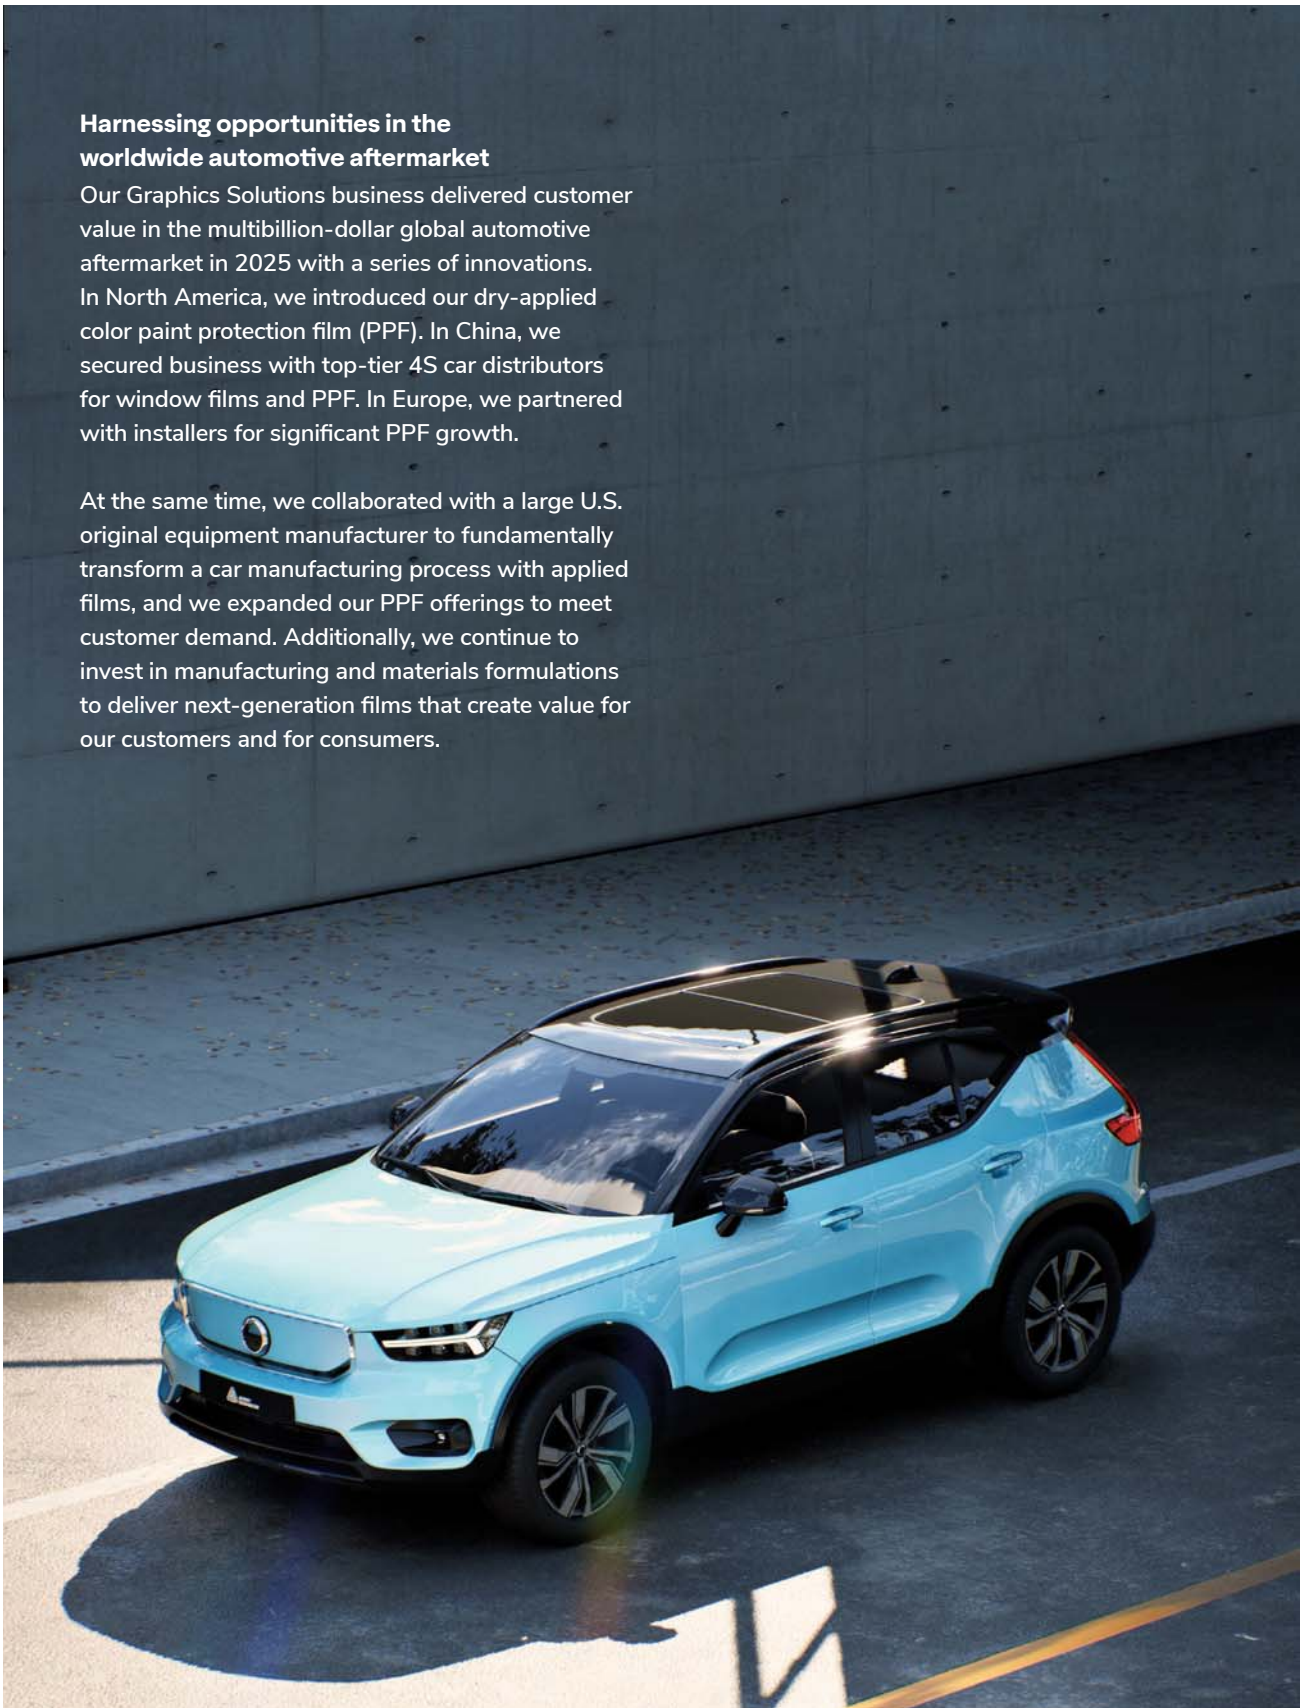 Harnessing opportunities in the
worldwide automotive aftermarket
Our Graphics Solutions business delivered customer
value in the multibillion-dollar global automotive
aftermarket in 2025 with a series of innovations.
In North America, we introduced our dry-applied
color paint protection film (PPF). In China, we
secured business with top-tier 4S car distributors
for window films and PPF. In Europe, we partnered
with installers for significant PPF growth.
At the same time, we collaborated with a large U.S.
original equipment manufacturer to fundamentally
transform a car manufacturing process with applied
films, and we expanded our PPF offerings to meet
customer demand. Additionally, we continue to
invest in manufacturing and materials formulations
to deliver next-generation films that create value for
our customers and for consumers.